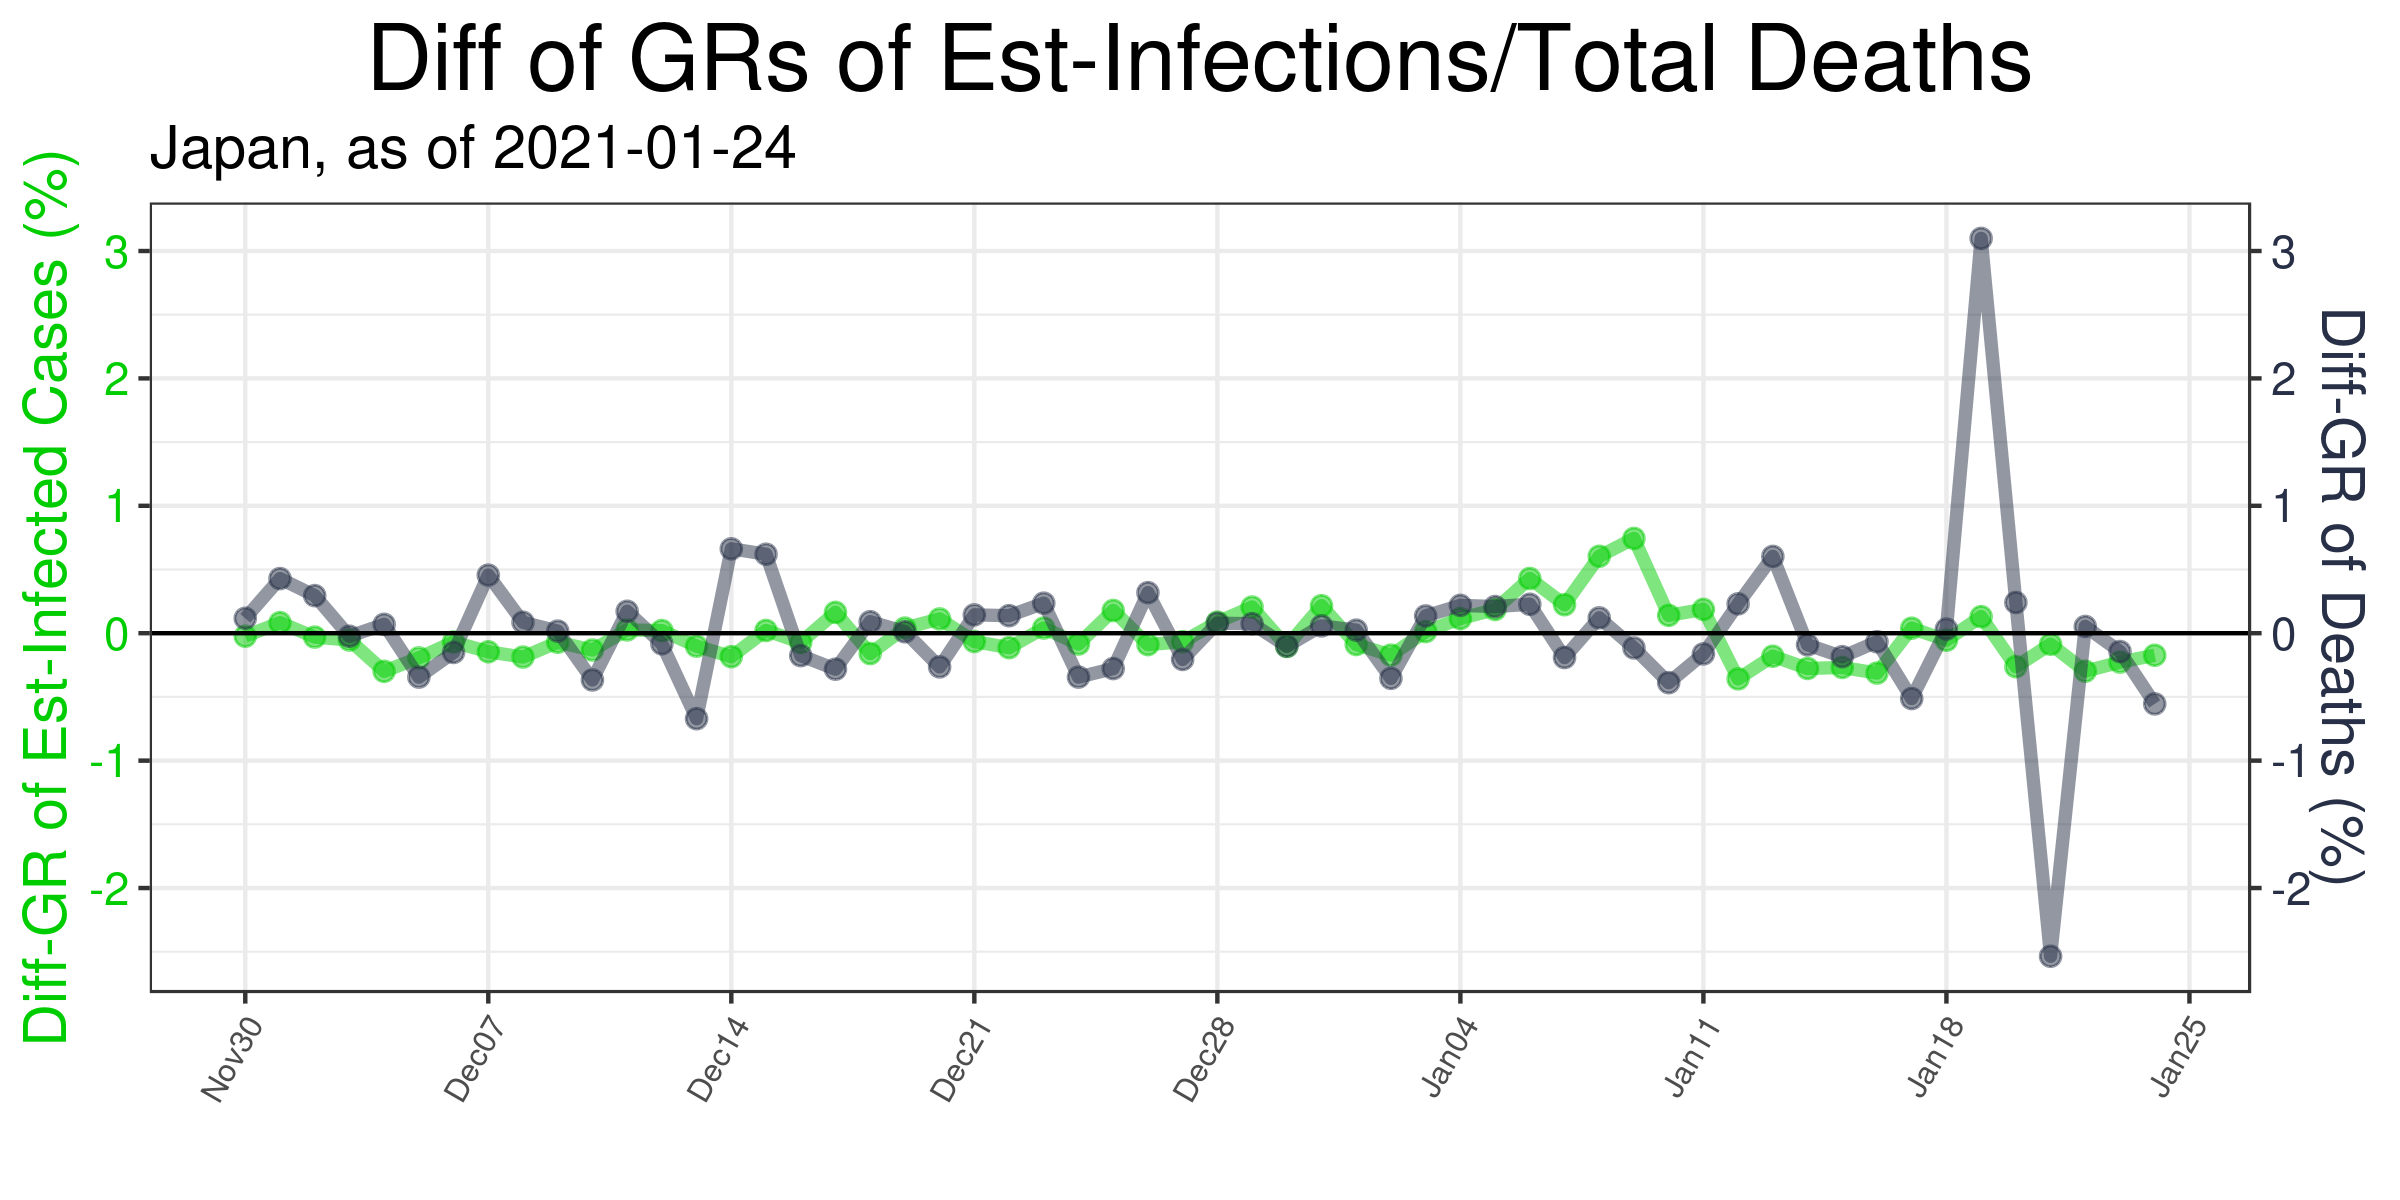 Diff of GRs of Est-Infections/Total Deaths
Japan, as of 2021-01-24
Diff-GR of Est-Infected Cases (%)
3
2
1
0
-1
-2
3
2
1
0
-1
-2
Diff-GR of Deaths (%)
Nov30
Dec07
Dec14
Dec21
Dec28
Jan04
Jan11
Jan18
Jan25